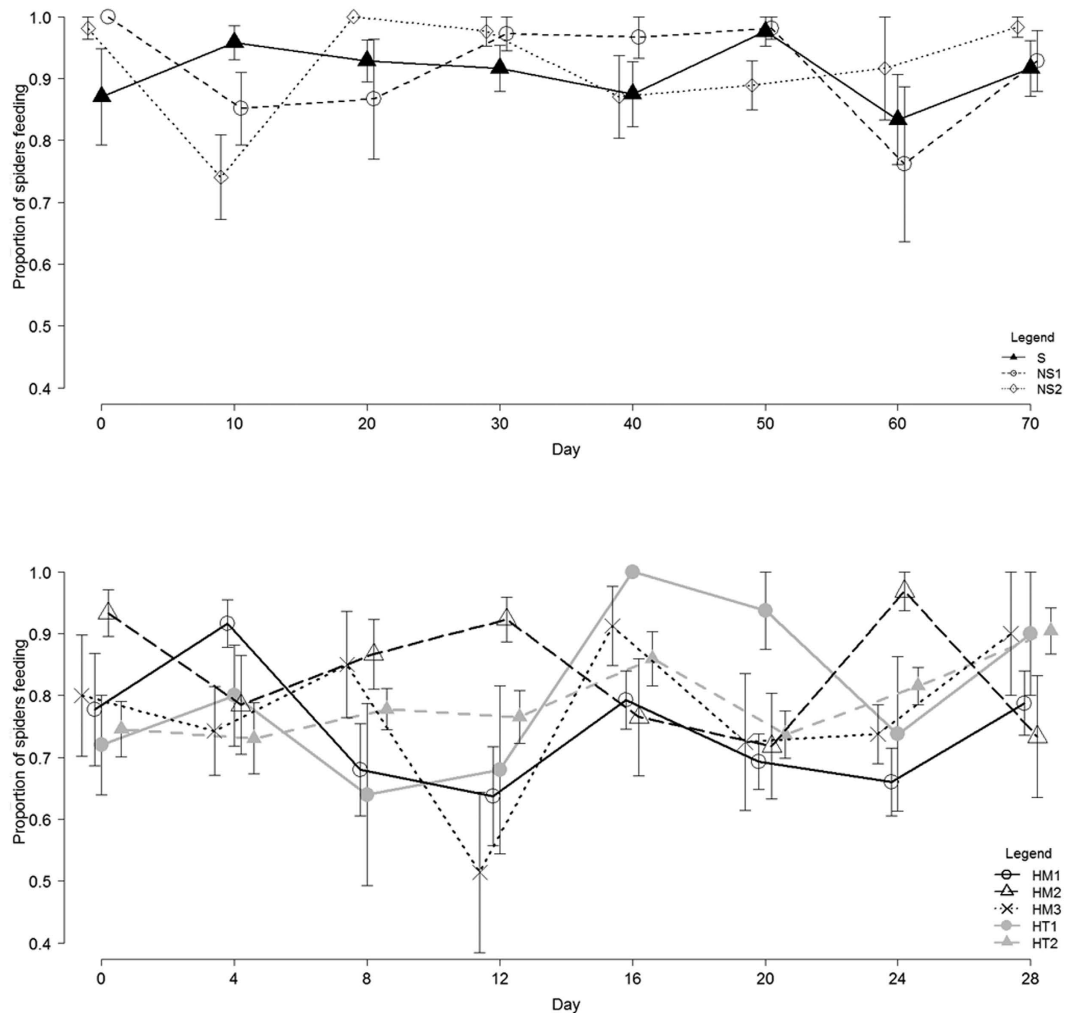 1.0
0.9
0.8
0.7
0.6
0.5
0.4
Proportion of spiders feeding
Legend
S
NS1
NS2
0 10 20 30 40 50 60 70
Day
1.0
0.9
0.8
0.7
0.6
0.5
0.4
Proportion of spiders feeding
Legend
HM1
HM2
HM3
HT1
HT2
0 4 8 12 16 20 24 28
Day